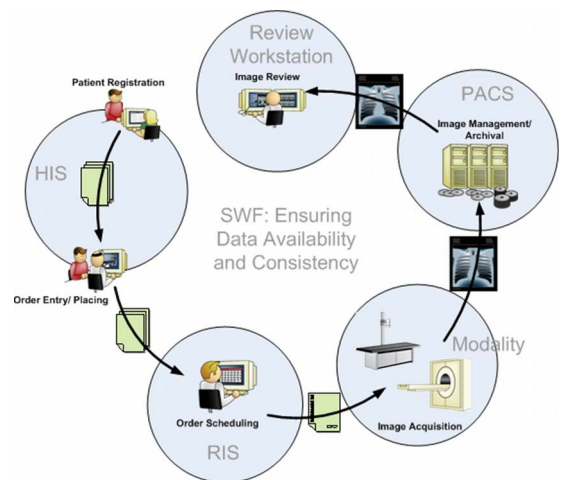 Review
Workstation
Image Review
Patient Registration
PACS
Image Management/
Archival
HIS
SWF: Ensuring
Data Availability
and Consistency
Order Entry/ Placing
Modality
Order Scheduling
Image Acquisition
RIS